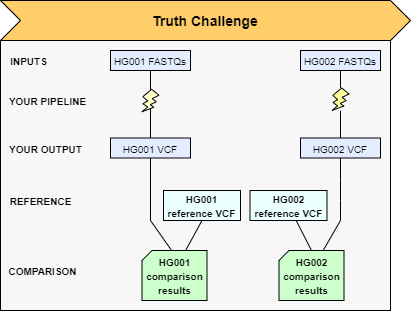 Truth Challenge
INPUTS
HG001 FASTQs
HG002 FASTQs
YOUR PIPELINE
YOUR OUTPUT
HG001 VCF
HG002 VCF
REFERENCE
HG001
reference VCF
HG002
reference VCF
COMPARISON
HG001
comparison
results
HG002
comparison
results